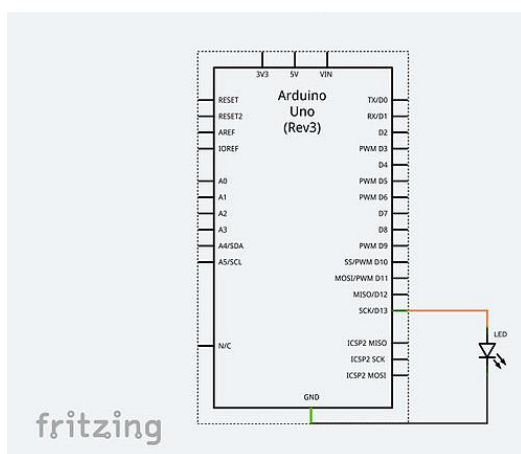 3V3 5V VIN
Arduino
Uno
(Rev3)
RESET
RESET2
AREF
IOREF
A0
A1
A2
A3
A4/SDA
A5/SCL
N/C
TX/D0
RX/D1
D2
PWM D3
D4
PWM D5
PWM D6
D7
D8
PWM D9
SS/PWM D10
MOSI/PWM D11
MISO/D12
SCK/D13
ICSP2 MISO
ICSP2 SCK
ICSP2 MOSI
GND
LED
fritzing